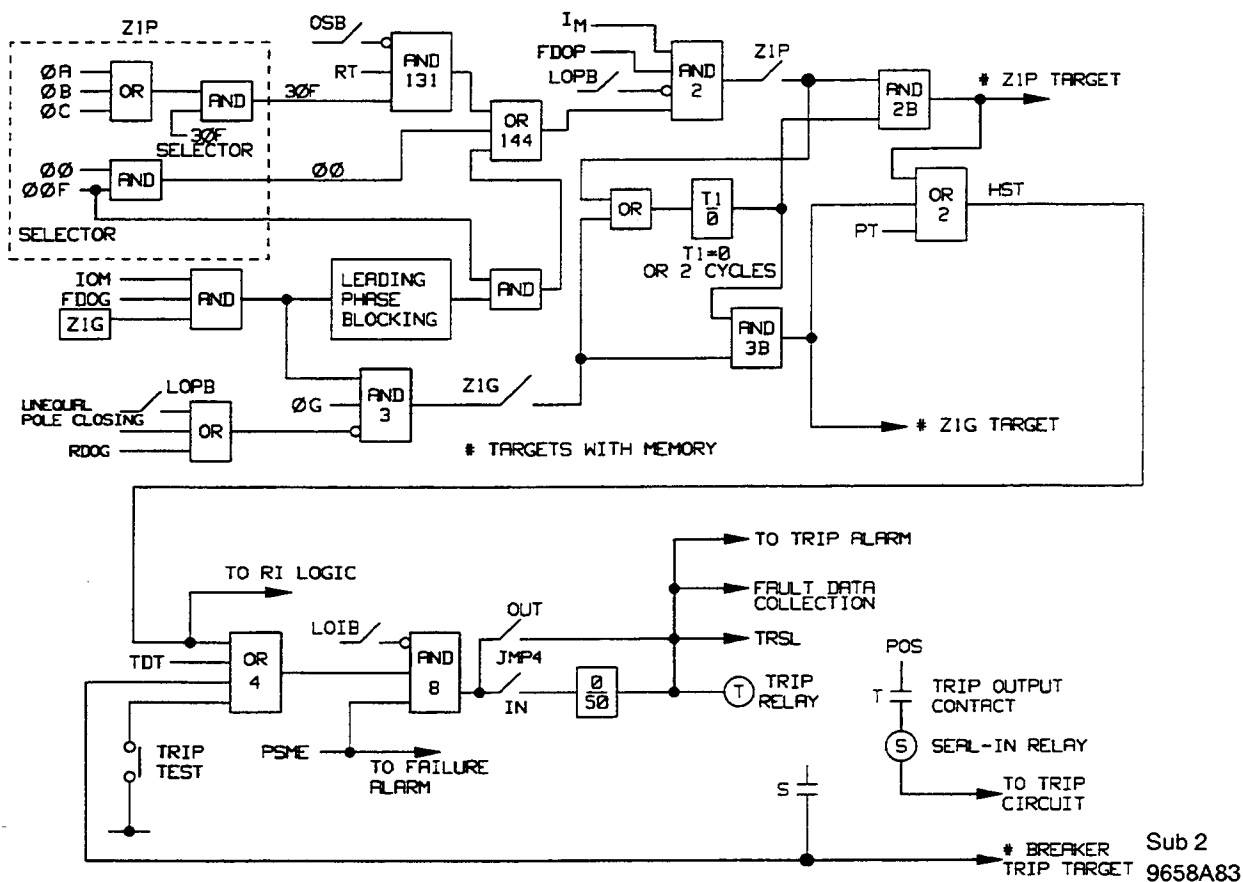 Z1P
ØA
ØB
ØC
OR
AND
3ØF
3ØF
SELECTOR
ØØ
ØØF
AND
ØØ
SELECTOR
OSB
RT
AND
131
OR
144
IM
FDOP
LOPB
AND
2
Z1P
AND
2B
# Z1P TARGET
OR
T1
0
T1=0
OR 2 CYCLES
OR
2
HST
PT
IOM
FDOG
Z1G
AND
LEADING
PHASE
BLOCKING
AND
AND
3B
LOPB
UNEQUAL
POLE CLOSING
RDOG
OR
ØG
AND
3
Z1G
# Z1G TARGET
# TARGETS WITH MEMORY
TO RI LOGIC
TDT
OR
4
LOIB
AND
8
OUT
JMP4
IN
0
50
TO TRIP ALARM
FAULT DATA
COLLECTION
TRSL
T
TRIP
RELAY
POS
T
TRIP OUTPUT
CONTACT
S
SEAL-IN RELAY
TO TRIP
CIRCUIT
TRIP
TEST
PSME
TO FAILURE
ALARM
S
# BREAKER
TRIP TARGET
Sub 2
9658A83